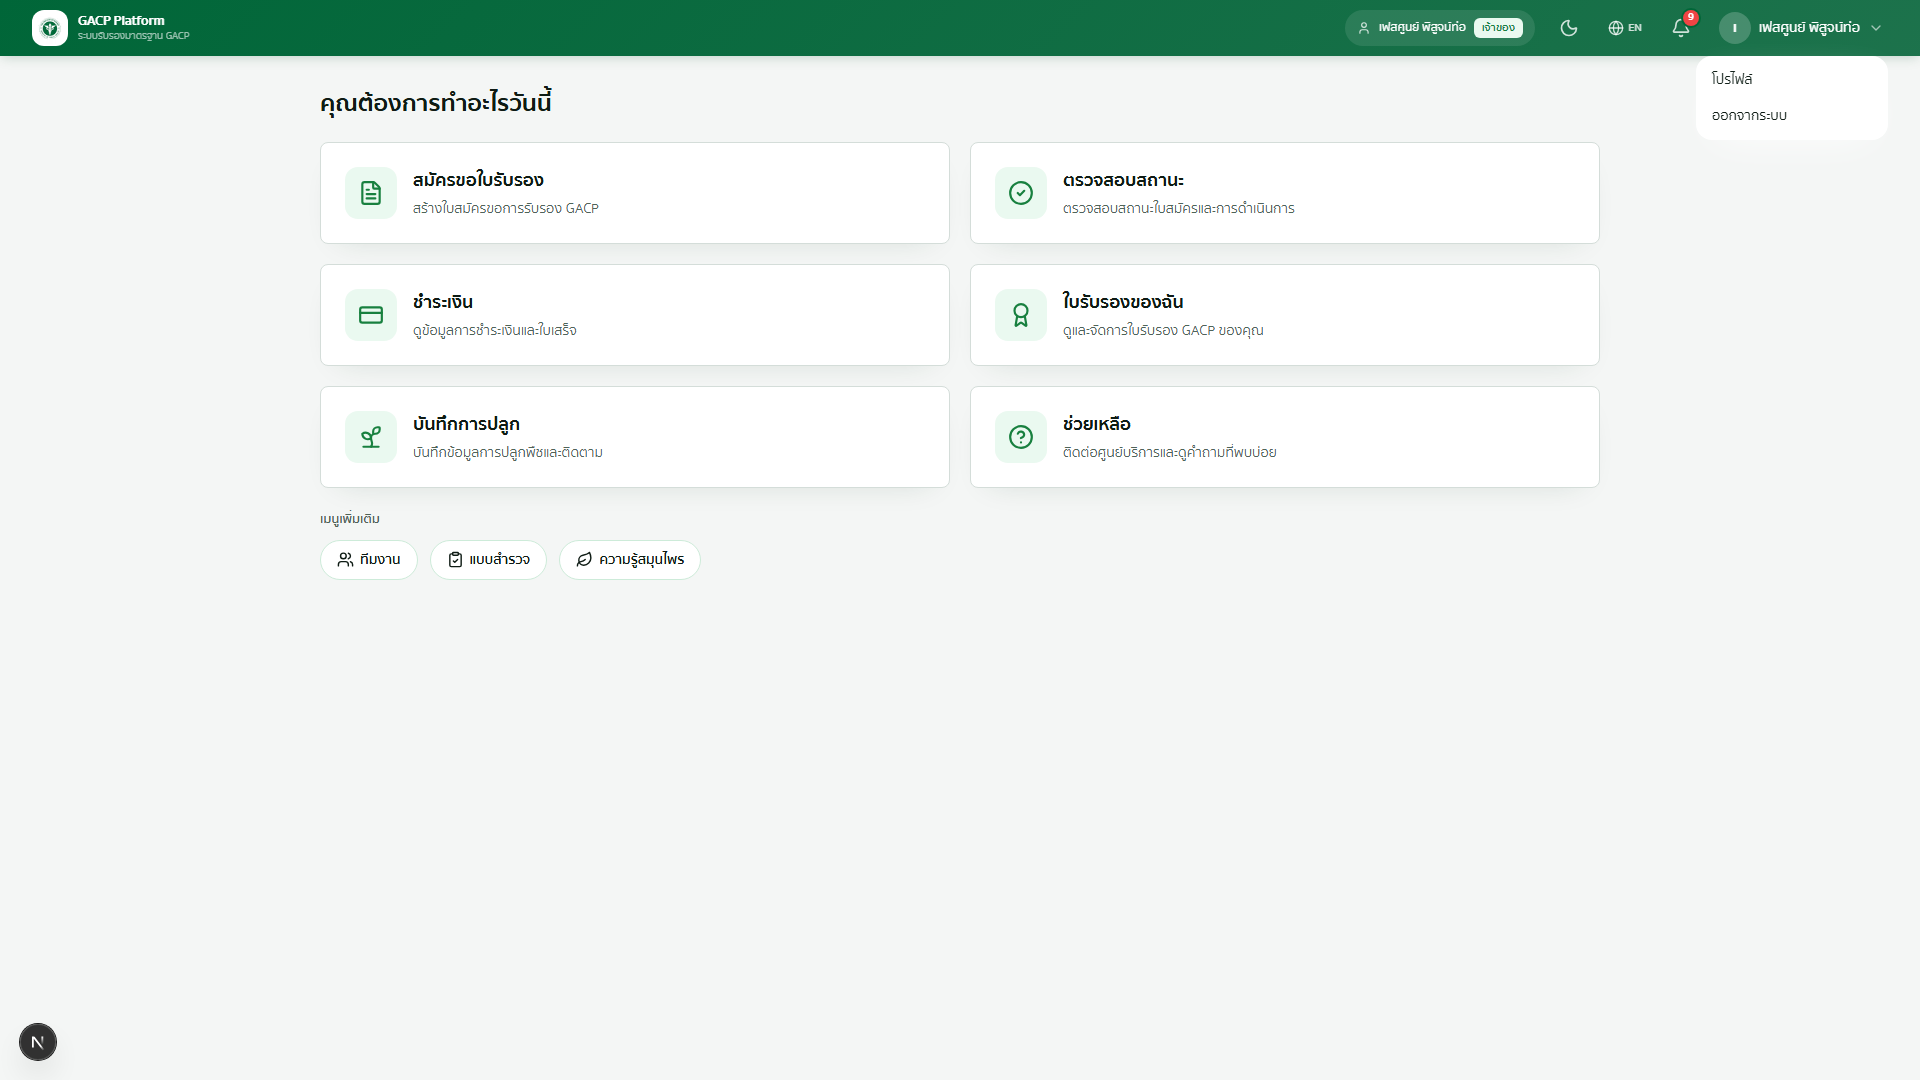 GACP Platform
ระบบรับรองมาตรฐาน GACP
เฟสศูนย์ พิสูจน์ท่อ เจ้าของ
EN
9
เ เฟสศูนย์ พิสูจน์ท่อ
โปรไฟล์
ออกจากระบบ
คุณต้องการทำอะไรวันนี้
สมัครขอใบรับรอง
สร้างใบสมัครขอการรับรอง GACP
ตรวจสอบสถานะ
ตรวจสอบสถานะใบสมัครและการดำเนินการ
ชำระเงิน
ดูข้อมูลการชำระเงินและใบเสร็จ
ใบรับรองของฉัน
ดูและจัดการใบรับรอง GACP ของคุณ
บันทึกการปลูก
บันทึกข้อมูลการปลูกพืชและติดตาม
ช่วยเหลือ
ติดต่อศูนย์บริการและดูคำถามที่พบบ่อย
เมนูเพิ่มเติม
ทีมงาน
แบบสำรวจ
ความรู้สมุนไพร
N